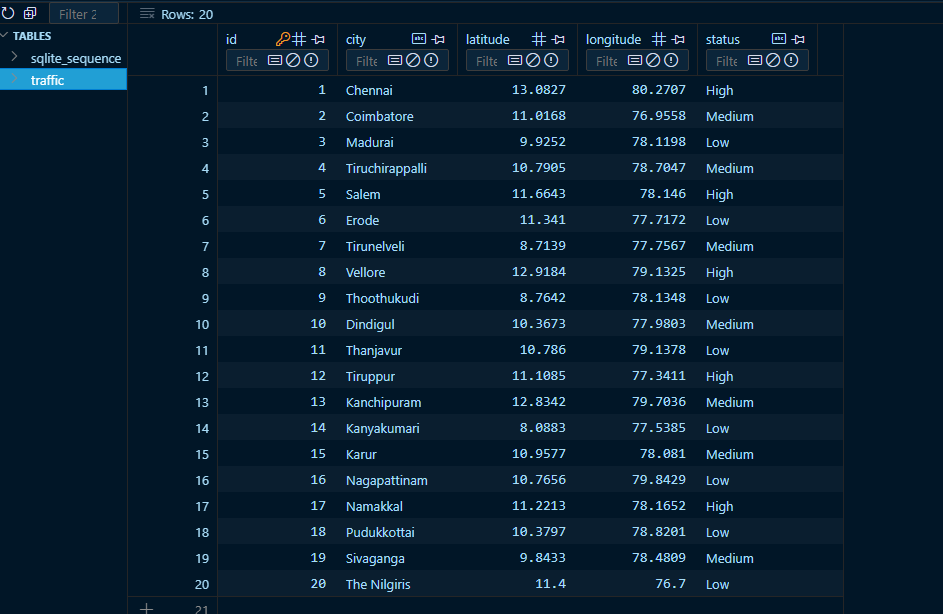 Filter 2 Rows: 20
TABLES
sqlite_sequence
traffic
id city latitude longitude status
Filte Filte Filte Filte Filte
1 1 Chennai 13.0827 80.2707 High
2 2 Coimbatore 11.0168 76.9558 Medium
3 3 Madurai 9.9252 78.1198 Low
4 4 Tiruchirappalli 10.7905 78.7047 Medium
5 5 Salem 11.6643 78.146 High
6 6 Erode 11.341 77.7172 Low
7 7 Tirunelveli 8.7139 77.7567 Medium
8 8 Vellore 12.9184 79.1325 High
9 9 Thoothukudi 8.7642 78.1348 Low
10 10 Dindigul 10.3673 77.9803 Medium
11 11 Thanjavur 10.786 79.1378 Low
12 12 Tiruppur 11.1085 77.3411 High
13 13 Kanchipuram 12.8342 79.7036 Medium
14 14 Kanyakumari 8.0883 77.5385 Low
15 15 Karur 10.9577 78.081 Medium
16 16 Nagapattinam 10.7656 79.8429 Low
17 17 Namakkal 11.2213 78.1652 High
18 18 Pudukkottai 10.3797 78.8201 Low
19 19 Sivaganga 9.8433 78.4809 Medium
20 20 The Nilgiris 11.4 76.7 Low
21